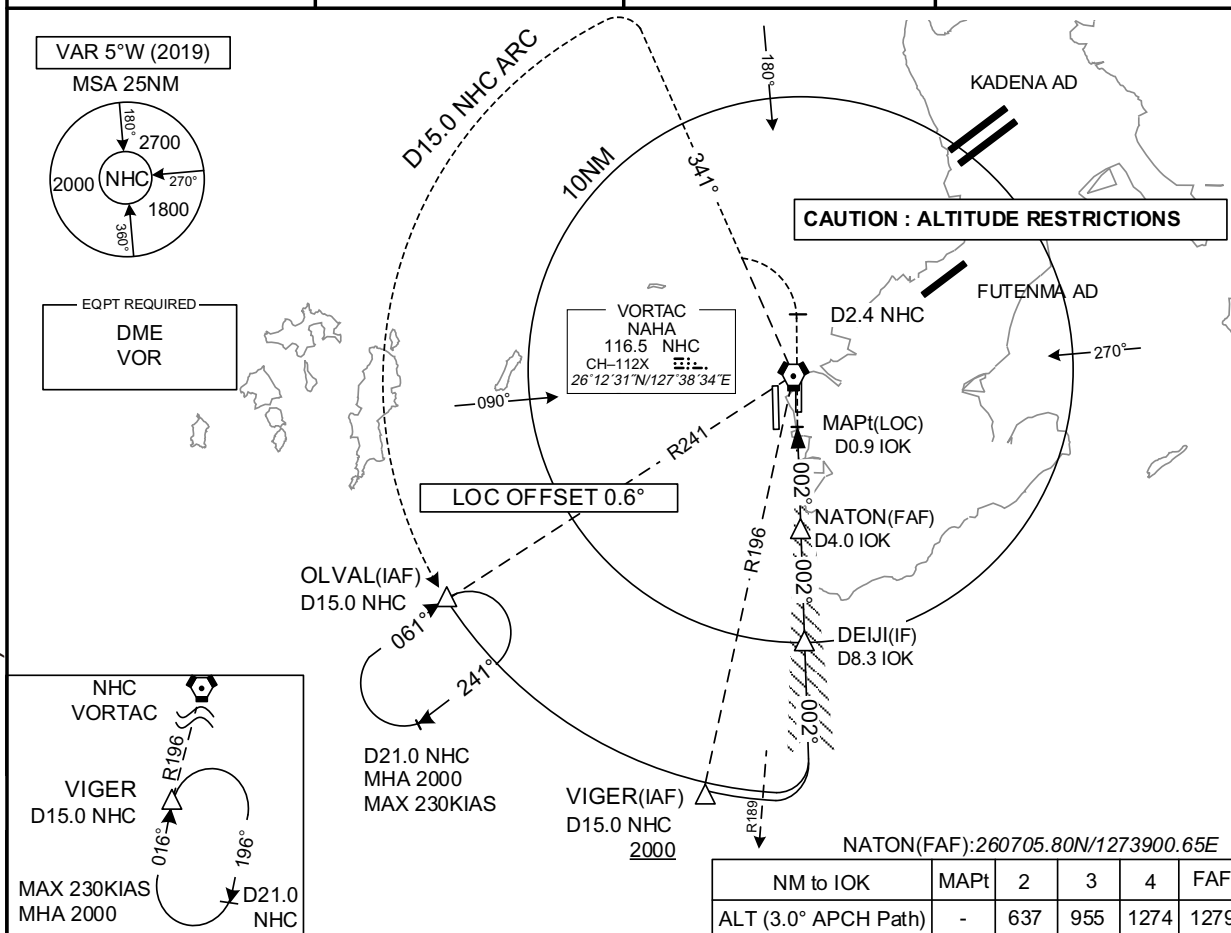 VAR 5°W (2019)
MSA 25NM
180°
2700
NHC
2000
270°
1800
360°
EQPT REQUIRED
DME
VOR
D15.0 NHC ARC
10NM
341°
180°
KADENA AD
CAUTION : ALTITUDE RESTRICTIONS
FUTENMA AD
VORTAC
NAHA
116.5 NHC
CH–112X
26°12'31"N/127°38'34"E
D2.4 NHC
270°
090°
R241
MAPt(LOC)
D0.9 IOK
LOC OFFSET 0.6°
002°
NATON(FAF)
D4.0 IOK
R196
002°
OLVAL(IAF)
D15.0 NHC
061°
241°
DEIJI(IF)
D8.3 IOK
002°
D21.0 NHC
MHA 2000
MAX 230KIAS
VIGER(IAF)
D15.0 NHC
2000
R189
NHC
VORTAC
R196
VIGER
D15.0 NHC
016°
196°
MAX 230KIAS
MHA 2000
D21.0
NHC
NATON(FAF):260705.80N/1273900.65E
NM to IOK MAPt 2 3 4 FAF
ALT (3.0° APCH Path) - 637 955 1274 1279